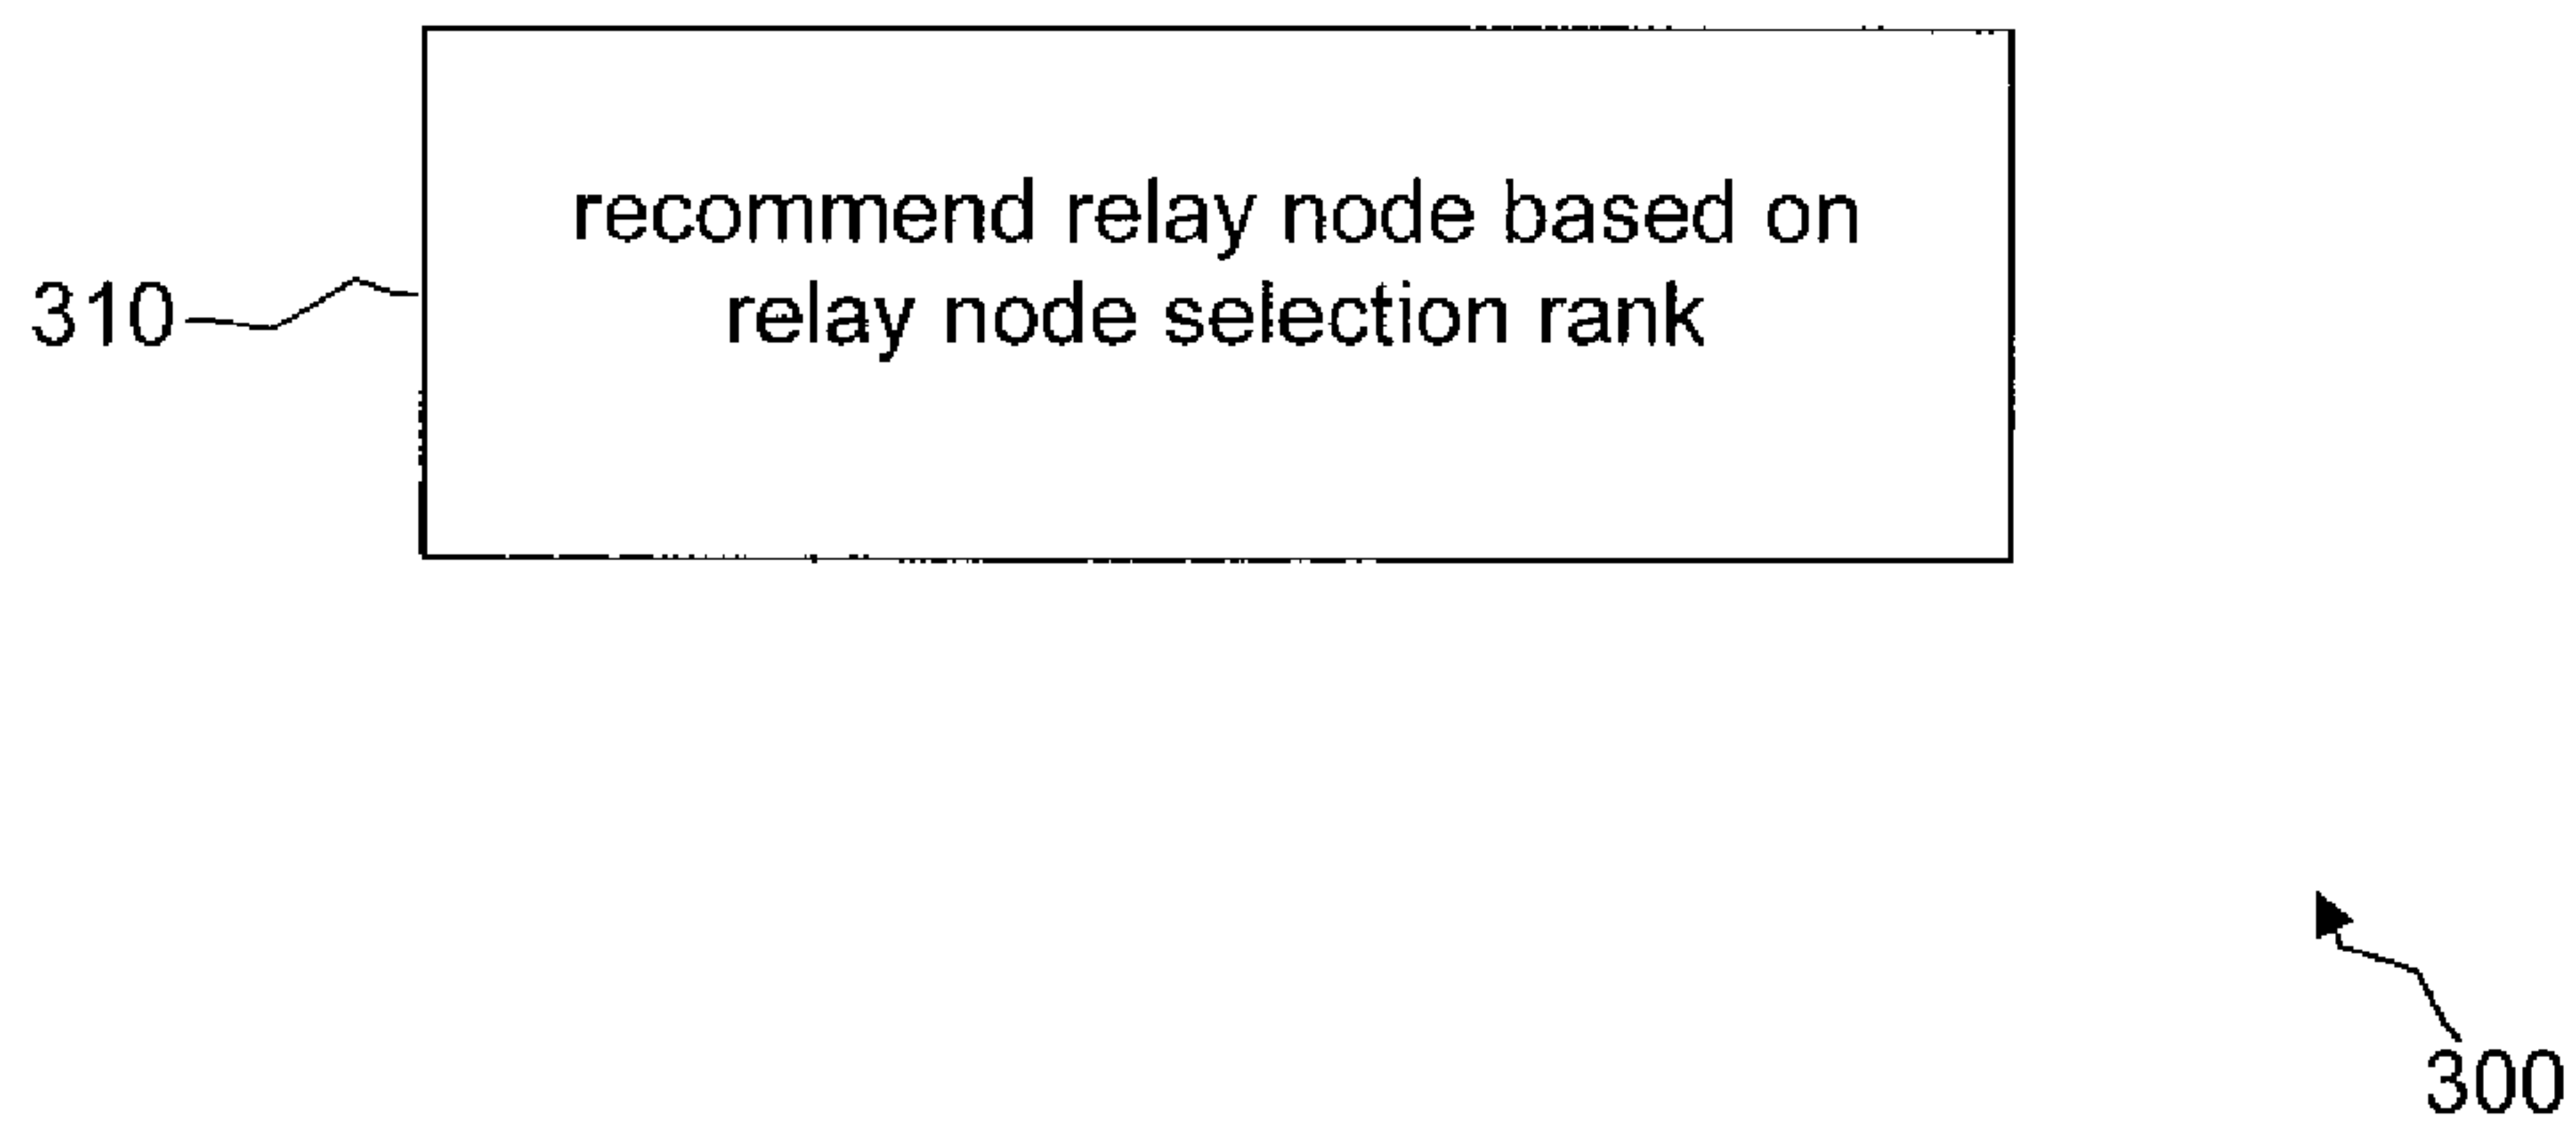 recommend relay node based on
relay node selection rank
310
300